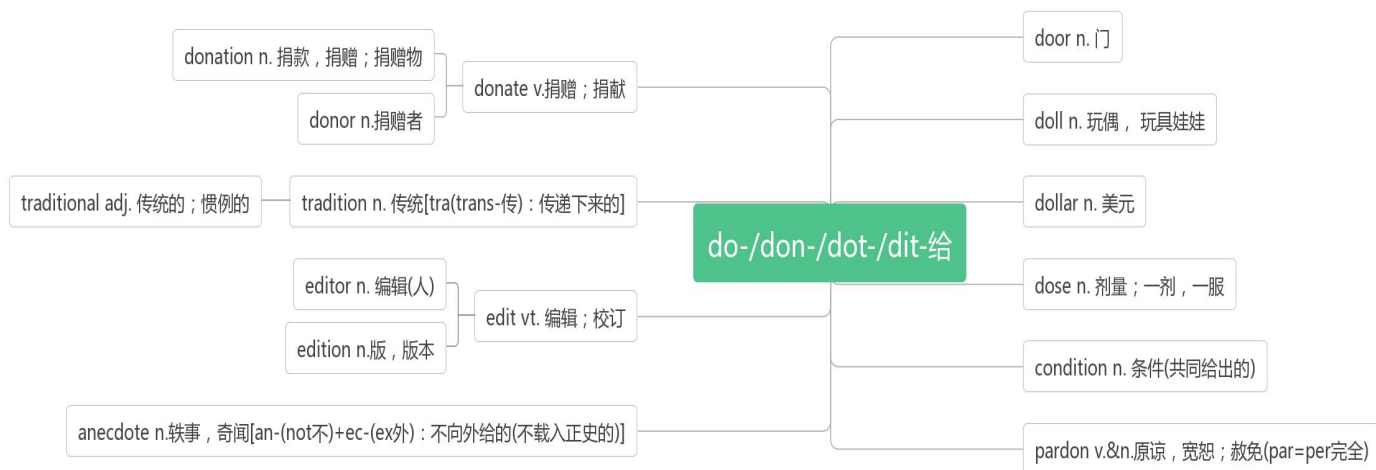 do-/don-/dot-/dit-给
door n. 门
doll n. 玩偶， 玩具娃娃
dollar n. 美元
dose n. 剂量；一剂，一服
condition n. 条件(共同给出的)
pardon v.&n.原谅，宽恕；赦免(par=per完全)
donate v.捐赠；捐献
donation n. 捐款，捐赠；捐赠物
donor n.捐赠者
tradition n. 传统[tra(trans-传)：传递下来的]
traditional adj. 传统的；惯例的
edit vt. 编辑；校订
editor n. 编辑(人)
edition n.版，版本
anecdote n.轶事，奇闻[an-(not不)+ec-(ex外)：不向外给的(不载入正史的)]